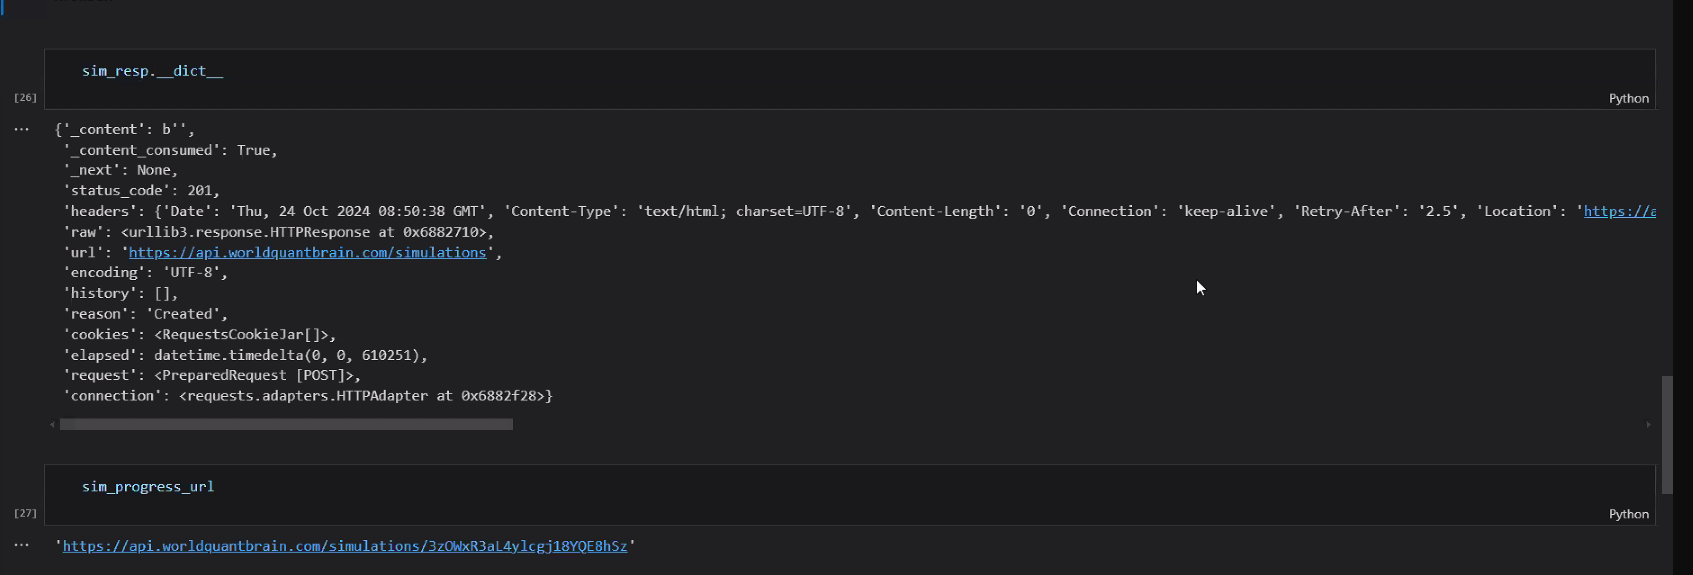 sim_resp.__dict__
[26]
Python
... {'_content': b'',
'_content_consumed': True,
'_next': None,
'status_code': 201,
'headers': {'Date': 'Thu, 24 Oct 2024 08:50:38 GMT', 'Content-Type': 'text/html; charset=UTF-8', 'Content-Length': '0', 'Connection': 'keep-alive', 'Retry-After': '2.5', 'Location': 'https://a
'raw': <urllib3.response.HTTPResponse at 0x6882710>,
'url': 'https://api.worldquantbrain.com/simulations',
'encoding': 'UTF-8',
'history': [],
'reason': 'Created',
'cookies': <RequestsCookieJar[]>,
'elapsed': datetime.timedelta(0, 0, 610251),
'request': <PreparedRequest [POST]>,
'connection': <requests.adapters.HTTPAdapter at 0x6882f28>}
sim_progress_url
[27]
Python
... 'https://api.worldquantbrain.com/simulations/3zOWxR3aL4ylcgj18YQE8hSz'